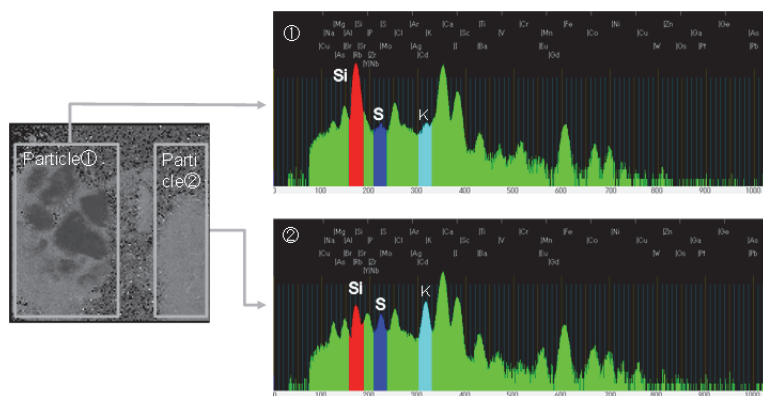 Particle①
Parti
cle②
①
|Mg |Si |S |Ar |Ca |Ti |Cr |Fe |Ni |Zn |Ge
|Na |Al |P |Cl |K |Sc |V |Mn |Co |Cu |Ga |As
|Cu |Br |Sr |Mo |Ag |I |Ba |Eu |W |Os |Pt |Pb
|As |Rb |Zr |Cd |Gd
|Y|Nb
Si
S
K
0 100 200 300 400 500 600 700 800 900 1000
②
|Mg |Si |S |Ar |Ca |Ti |Cr |Fe |Ni |Zn |Ge
|Na |Al |P |Cl |K |Sc |V |Mn |Co |Cu |Ga |As
|Cu |Br |Sr |Mo |Ag |I |Ba |Eu |W |Os |Pt |Pb
|As |Rb |Zr |Cd |Gd
|Y|Nb
Si
S
K
0 100 200 300 400 500 600 700 800 900 1000